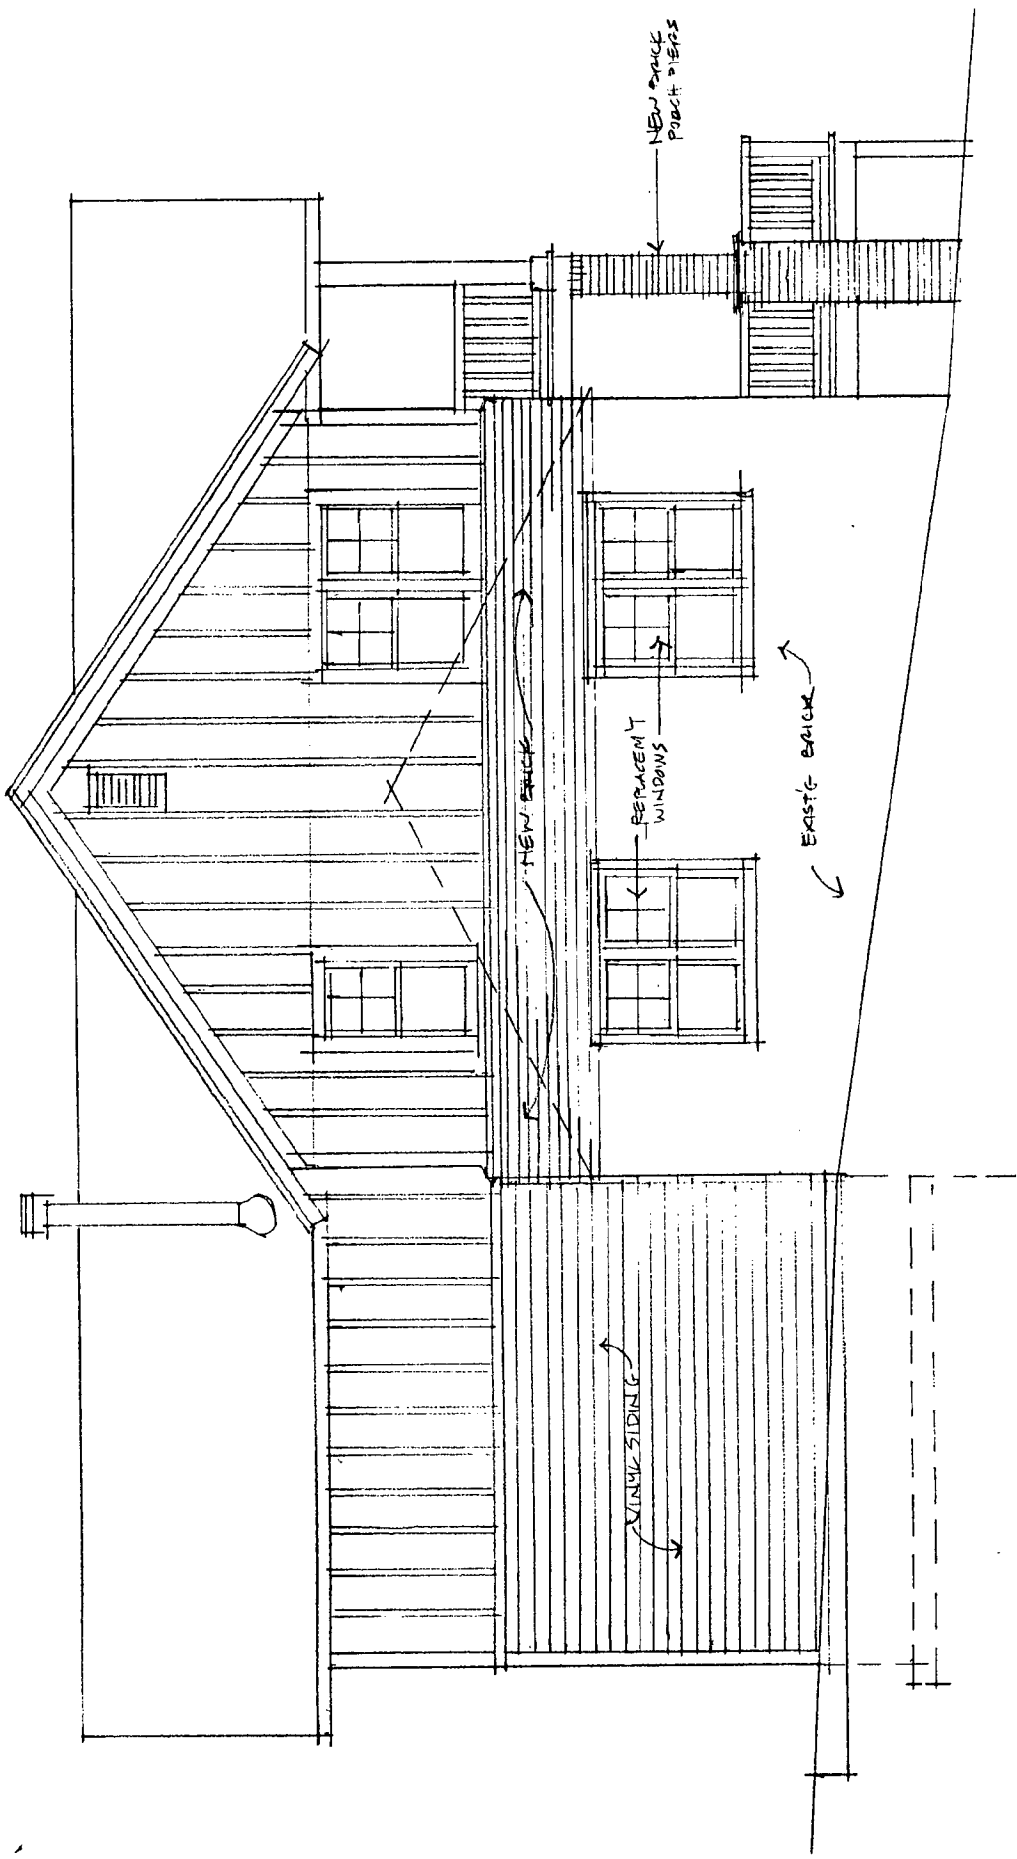 NEW BRICK
PORCH PIERS
NEW BRICK
REPLACEM'T
WINDOWS
EXIST'G BRICK
VINYL SIDING